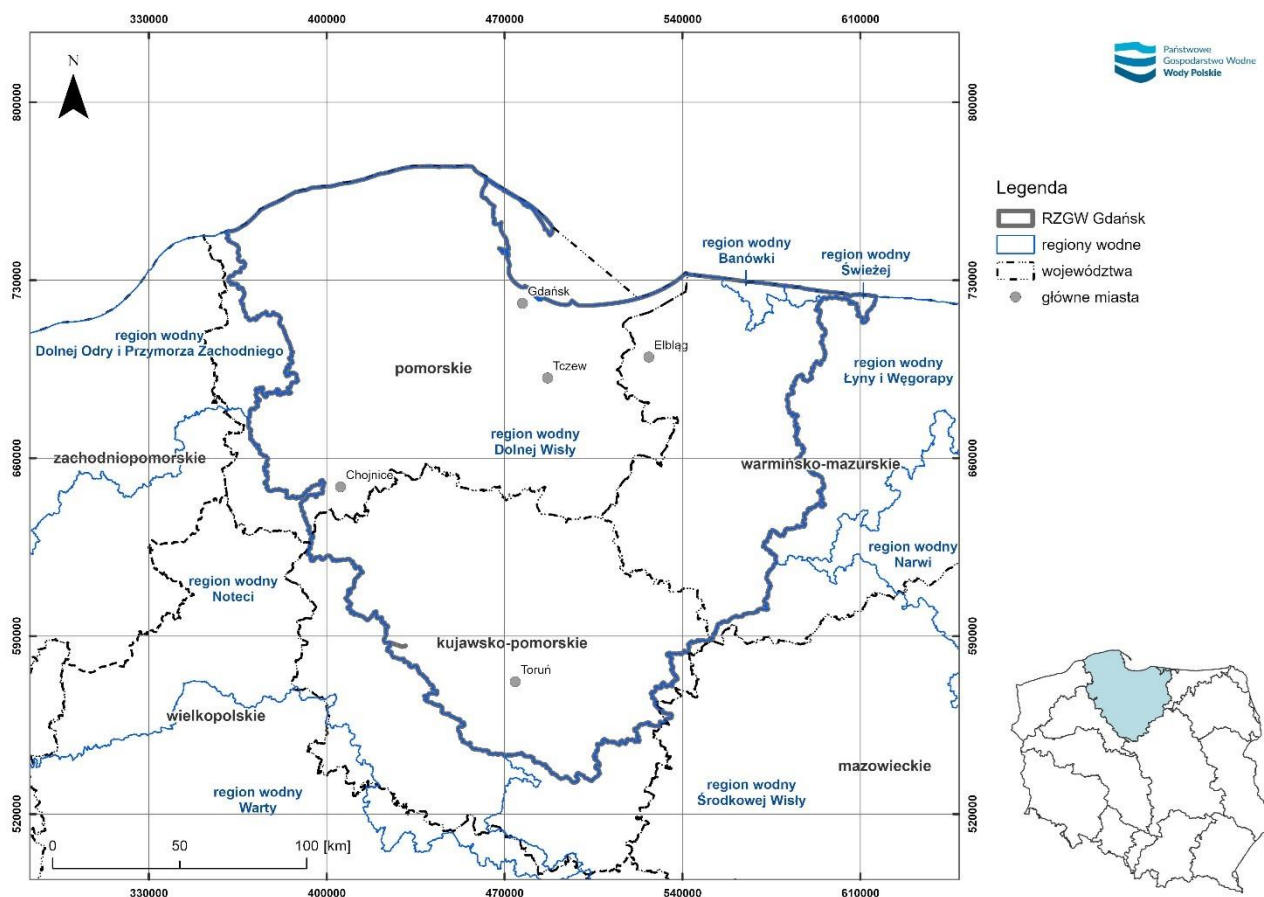 330000
400000
470000
540000
610000
N
Państwowe
Gospodarstwo Wodne
Wody Polskie
800000
800000
Legenda
RZGW Gdańsk
regiony wodne
województwa
główne miasta
region wodny
Banówki
region wodny
Świeżej
730000
730000
Gdańsk
region wodny
Dolnej Odry i Przymorza Zachodniego
Elbląg
pomorskie
Tczew
region wodny
Łyny i Węgorapy
region wodny
Dolnej Wisły
zachodniopomorskie
warmińsko-mazurskie
660000
660000
Chojnice
region wodny
Narwi
region wodny
Noteci
590000
590000
kujawsko-pomorskie
Toruń
wielkopolskie
mazowieckie
region wodny
Warty
region wodny
Środkowej Wisły
520000
520000
0
50
100 [km]
330000
400000
470000
540000
610000